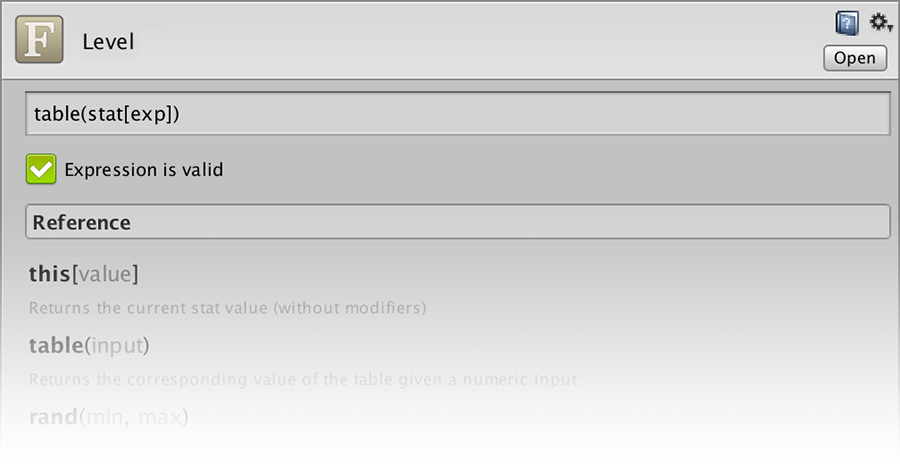 F
Level
?
Open
table(stat[exp])
Expression is valid
Reference
this[value]
Returns the current stat value (without modifiers)
table(input)
Returns the corresponding value of the table given a numeric input
rand(min, max)